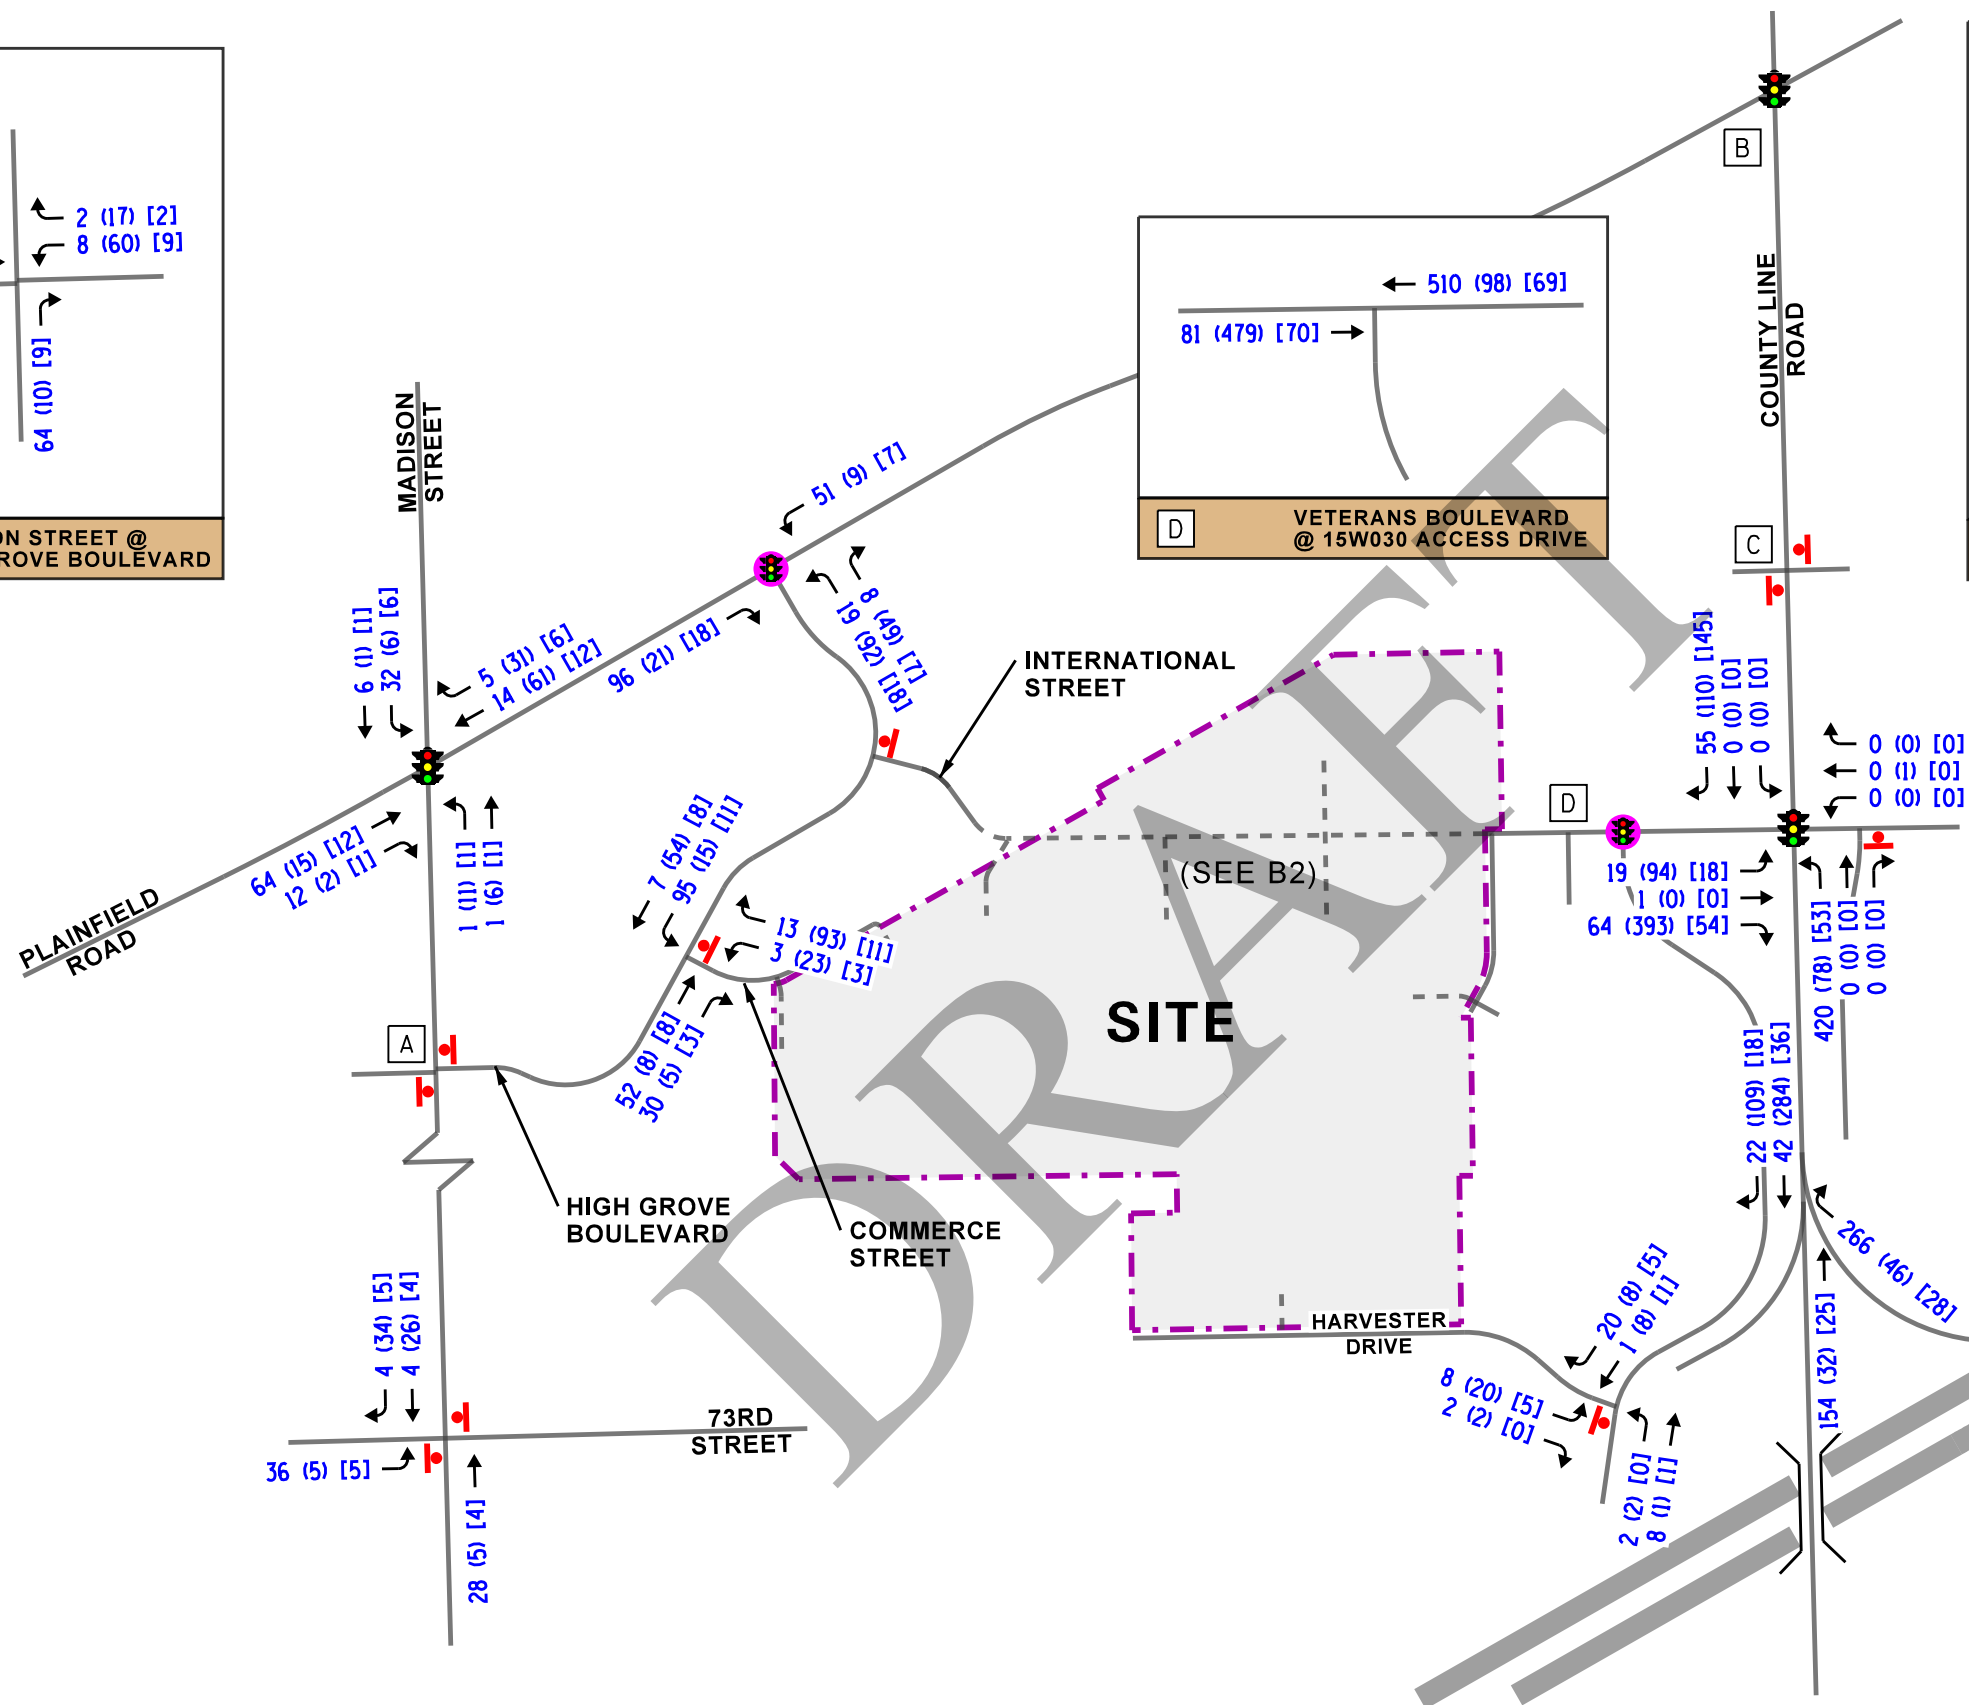 B
2 (17) [2]
8 (60) [9]
64 (10) [9]
ON STREET @
ROVE BOULEVARD
510 (98) [69]
81 (479) [70]
D
VETERANS BOULEVARD
@ 15W030 ACCESS DRIVE
COUNTY LINE
ROAD
MADISON
STREET
51 (9) [7]
C
6 (1) [1]
32 (6) [6]
5 (31) [6]
14 (61) [12]
96 (21) [18]
8 (49) [7]
19 (92) [18]
INTERNATIONAL
STREET
55 (110) [145]
0 (0) [0]
0 (0) [0]
0 (0) [0]
0 (1) [0]
0 (0) [0]
D
64 (15) [12]
12 (2) [1]
1 (11) [1]
1 (6) [1]
7 (54) [8]
95 (15) [11]
(SEE B2)
19 (94) [18]
1 (0) [0]
64 (393) [54]
420 (78) [53]
0 (0) [0]
0 (0) [0]
PLAINFIELD
ROAD
13 (93) [11]
3 (23) [3]
SITE
A
52 (8) [8]
30 (5) [3]
22 (109) [18]
42 (284) [36]
HIGH GROVE
BOULEVARD
COMMERCE
STREET
266 (46) [28]
154 (32) [25]
4 (34) [5]
4 (26) [4]
HARVESTER
DRIVE
20 (8) [5]
1 (8) [1]
8 (20) [5]
2 (2) [0]
73RD
STREET
36 (5) [5]
28 (5) [4]
2 (2) [0]
8 (1) [1]
DRAFT